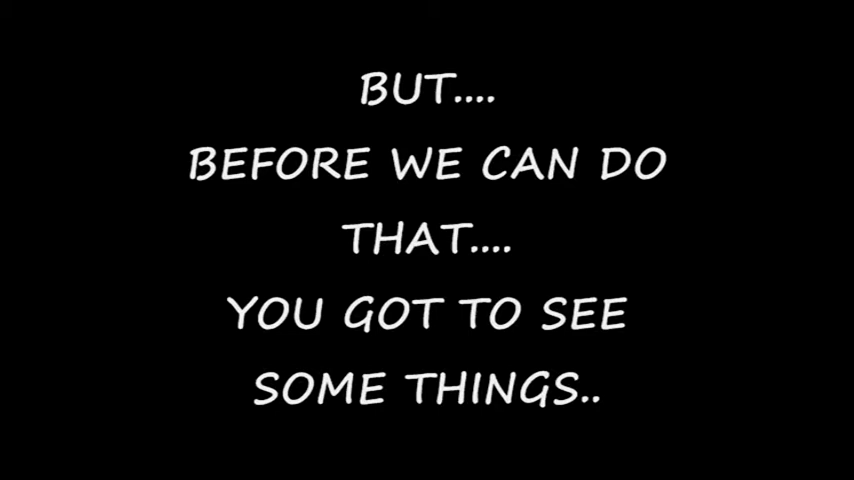 BUT....
BEFORE WE CAN DO
THAT....
YOU GOT TO SEE
SOME THINGS..